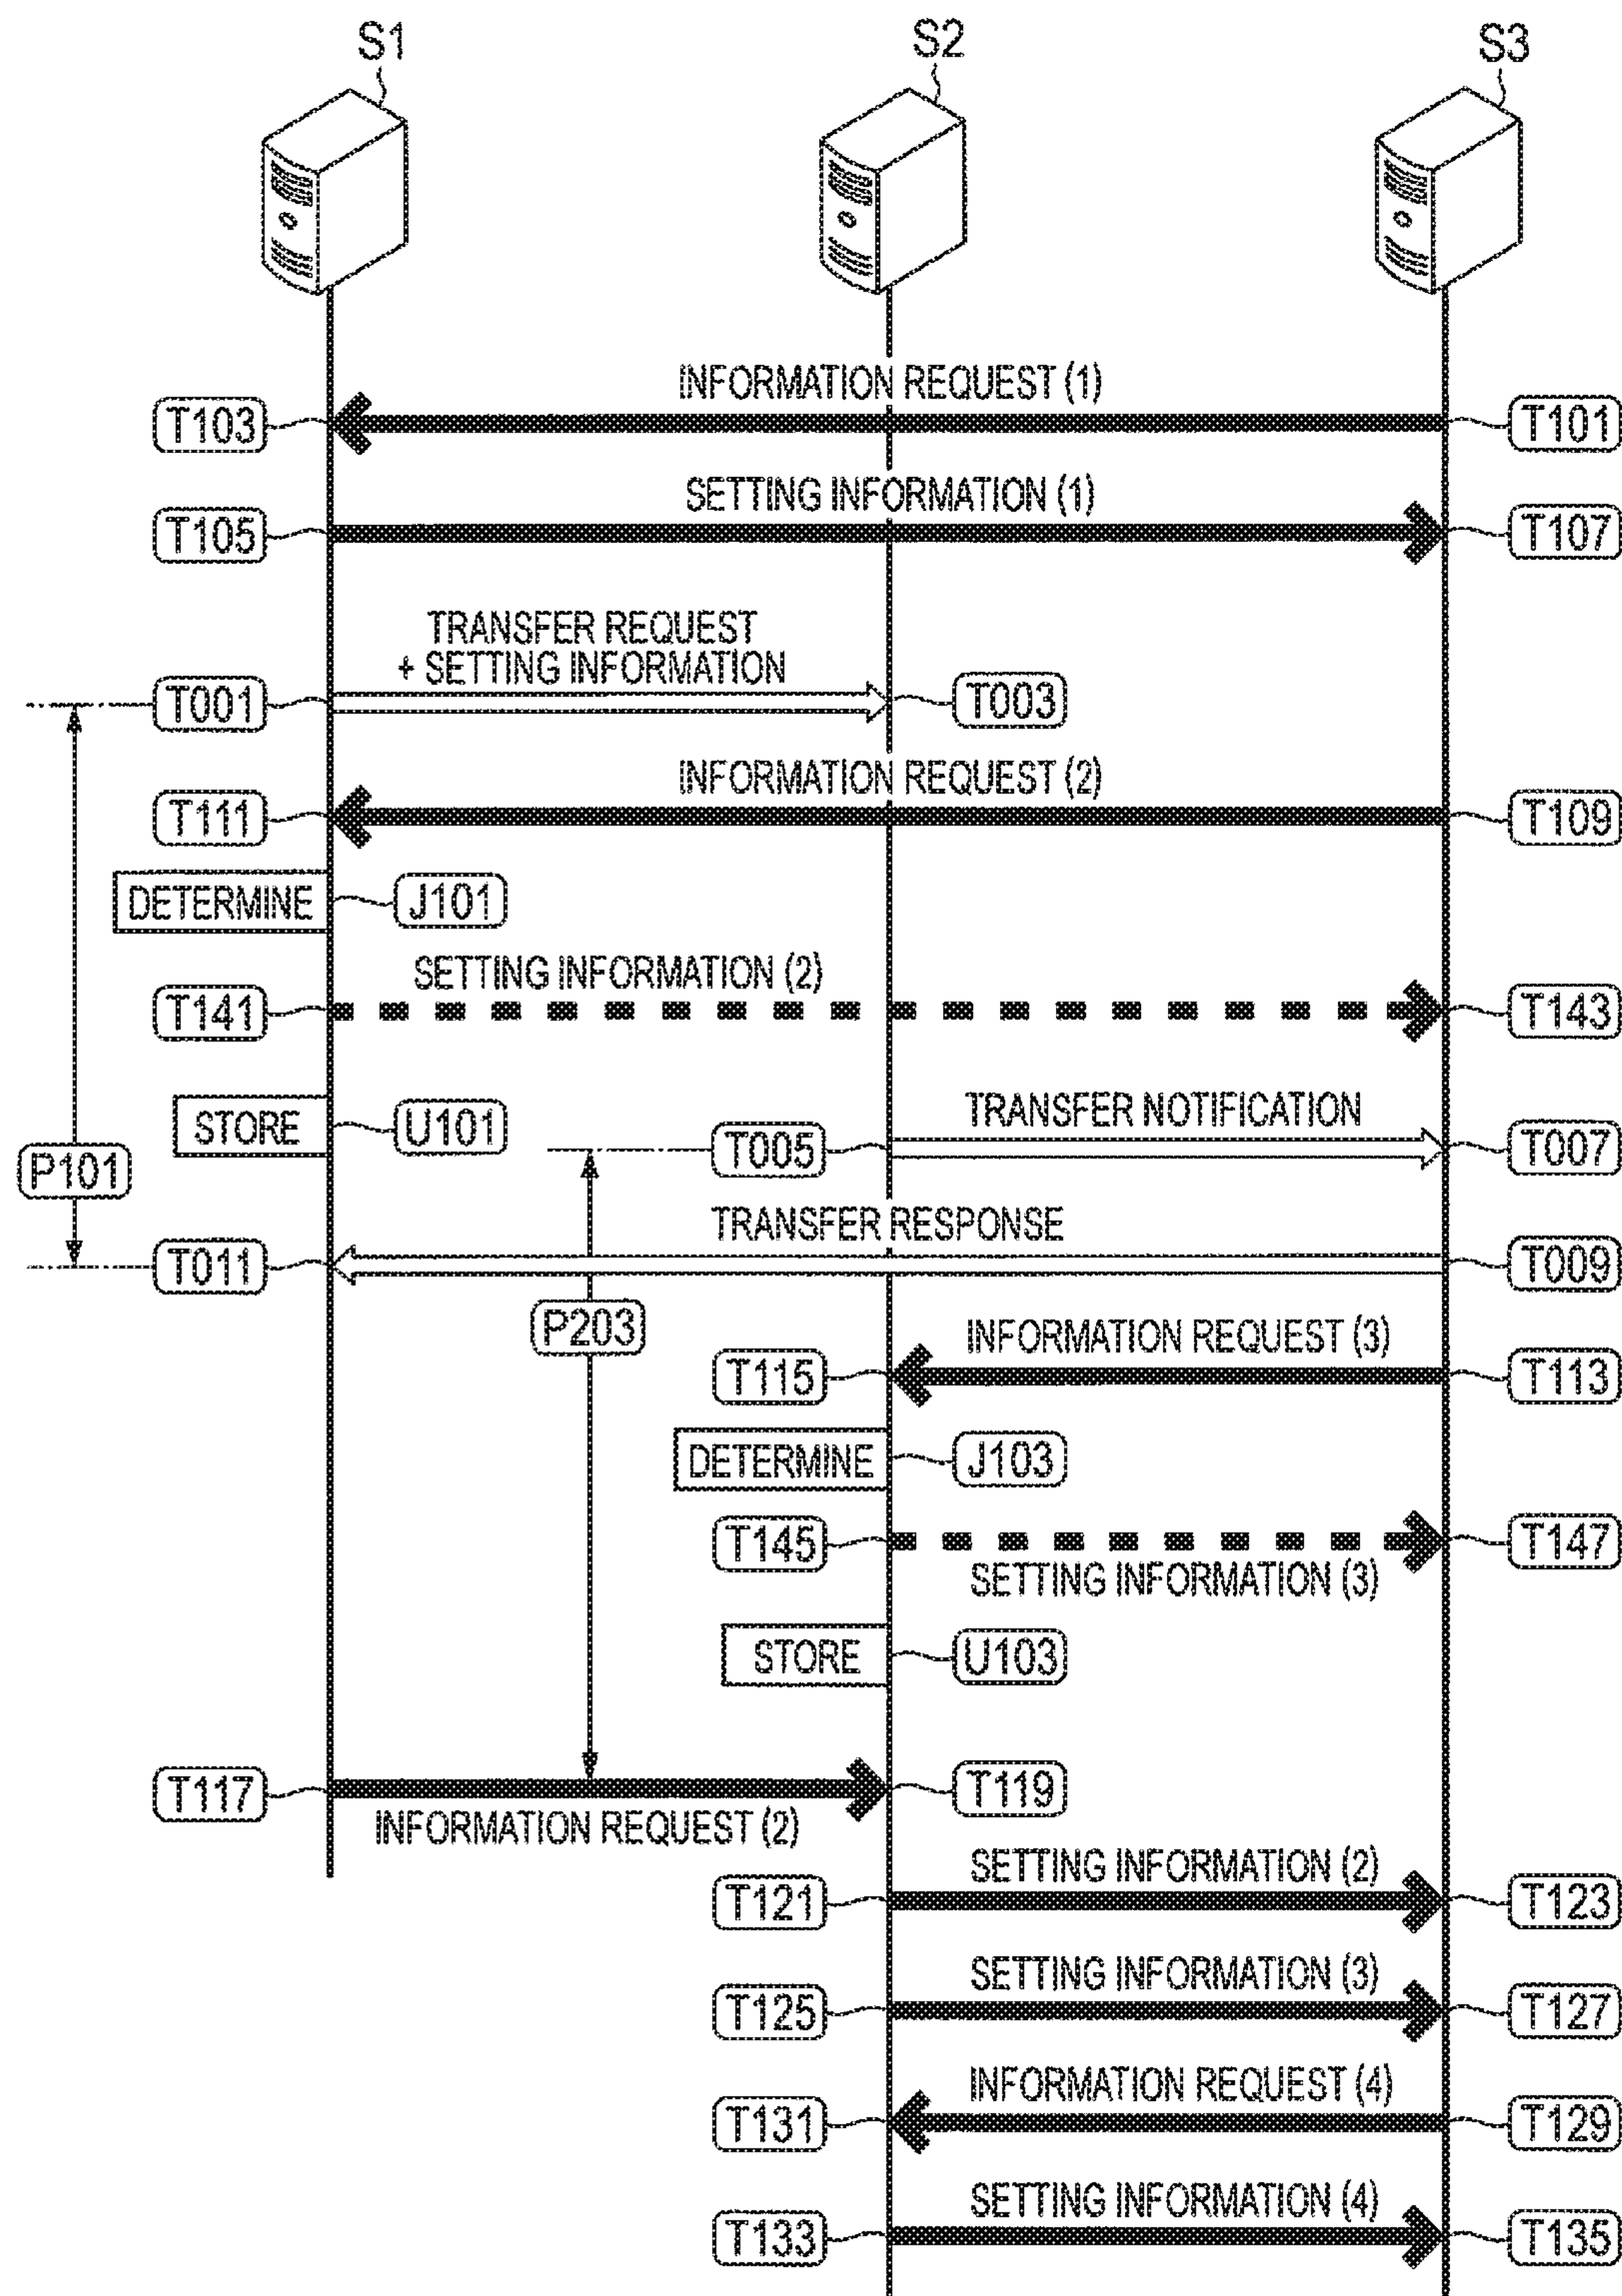 S1
S2
S3
INFORMATION REQUEST (1)
T103
T101
SETTING INFORMATION (1)
T105
T107
TRANSFER REQUEST
+ SETTING INFORMATION
T001
T003
INFORMATION REQUEST (2)
T111
T109
DETERMINE
J101
SETTING INFORMATION (2)
T141
T143
STORE
U101
TRANSFER NOTIFICATION
T005
T007
P101
TRANSFER RESPONSE
T011
T009
P203
INFORMATION REQUEST (3)
T115
T113
DETERMINE
J103
T145
T147
SETTING INFORMATION (3)
STORE
U103
T117
T119
INFORMATION REQUEST (2)
SETTING INFORMATION (2)
T121
T123
SETTING INFORMATION (3)
T125
T127
INFORMATION REQUEST (4)
T131
T129
SETTING INFORMATION (4)
T133
T135